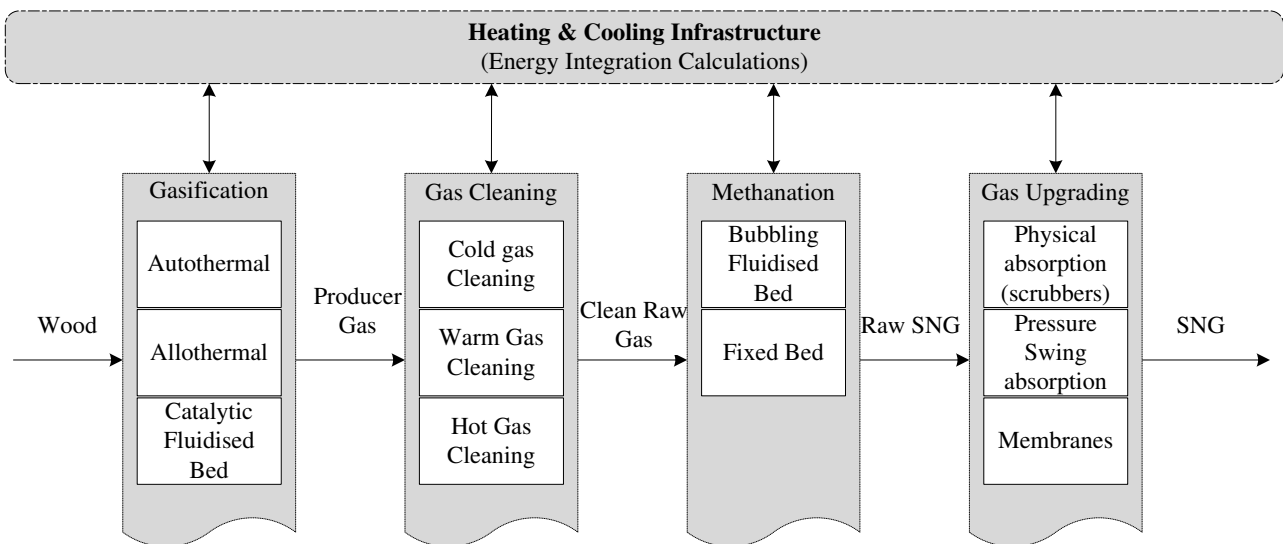 Heating & Cooling Infrastructure
(Energy Integration Calculations)
Gasification
Autothermal
Allothermal
Catalytic
Fluidised
Bed
Gas Cleaning
Cold gas
Cleaning
Warm Gas
Cleaning
Hot Gas
Cleaning
Methanation
Bubbling
Fluidised
Bed
Fixed Bed
Gas Upgrading
Physical
absorption
(scrubbers)
Pressure
Swing
absorption
Membranes
Wood
Producer
Gas
Clean Raw
Gas
Raw SNG
SNG